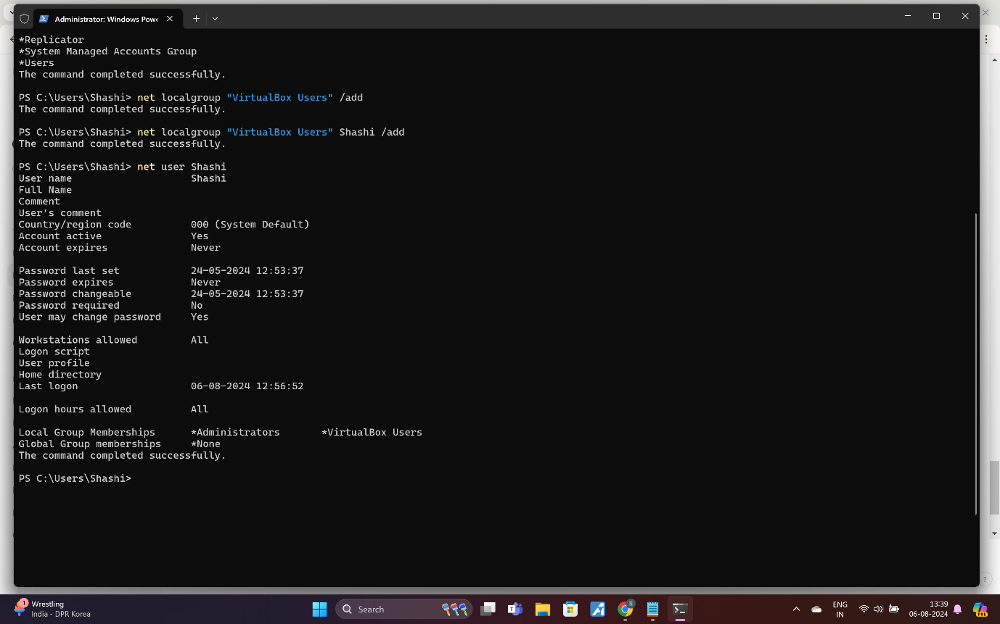 Administrator: Windows Powe
*Replicator
*System Managed Accounts Group
*Users
The command completed successfully.
PS C:\Users\Shashi> net localgroup "VirtualBox Users" /add
The command completed successfully.
PS C:\Users\Shashi> net localgroup "VirtualBox Users" Shashi /add
The command completed successfully.
PS C:\Users\Shashi> net user Shashi
User name Shashi
Full Name
Comment
User's comment
Country/region code 000 (System Default)
Account active Yes
Account expires Never
Password last set 24-05-2024 12:53:37
Password expires Never
Password changeable 24-05-2024 12:53:37
Password required No
User may change password Yes
Workstations allowed All
Logon script
User profile
Home directory
Last logon 06-08-2024 12:56:52
Logon hours allowed All
Local Group Memberships *Administrators *VirtualBox Users
Global Group memberships *None
The command completed successfully.
PS C:\Users\Shashi>
1
Wrestling
India - DPR Korea
Search
S
ENG
IN
13:39
06-08-2024
PRE